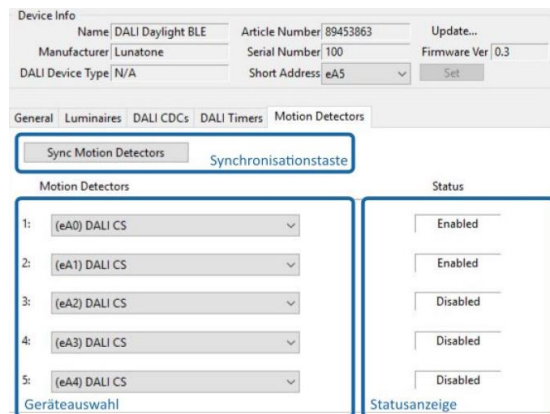 Device Info
Name DALI Daylight BLE Article Number 89453863 Update...
Manufacturer Lunatone Serial Number 100 Firmware Ver 0.3
DALI Device Type N/A Short Address eA5 Set
General Luminaires DALI CDCs DALI Timers Motion Detectors
Sync Motion Detectors Synchronisationstaste
Motion Detectors Status
1: (eA0) DALI CS Enabled
2: (eA1) DALI CS Enabled
3: (eA2) DALI CS Disabled
4: (eA3) DALI CS Disabled
5: (eA4) DALI CS Disabled
Geräteauswahl Statusanzeige